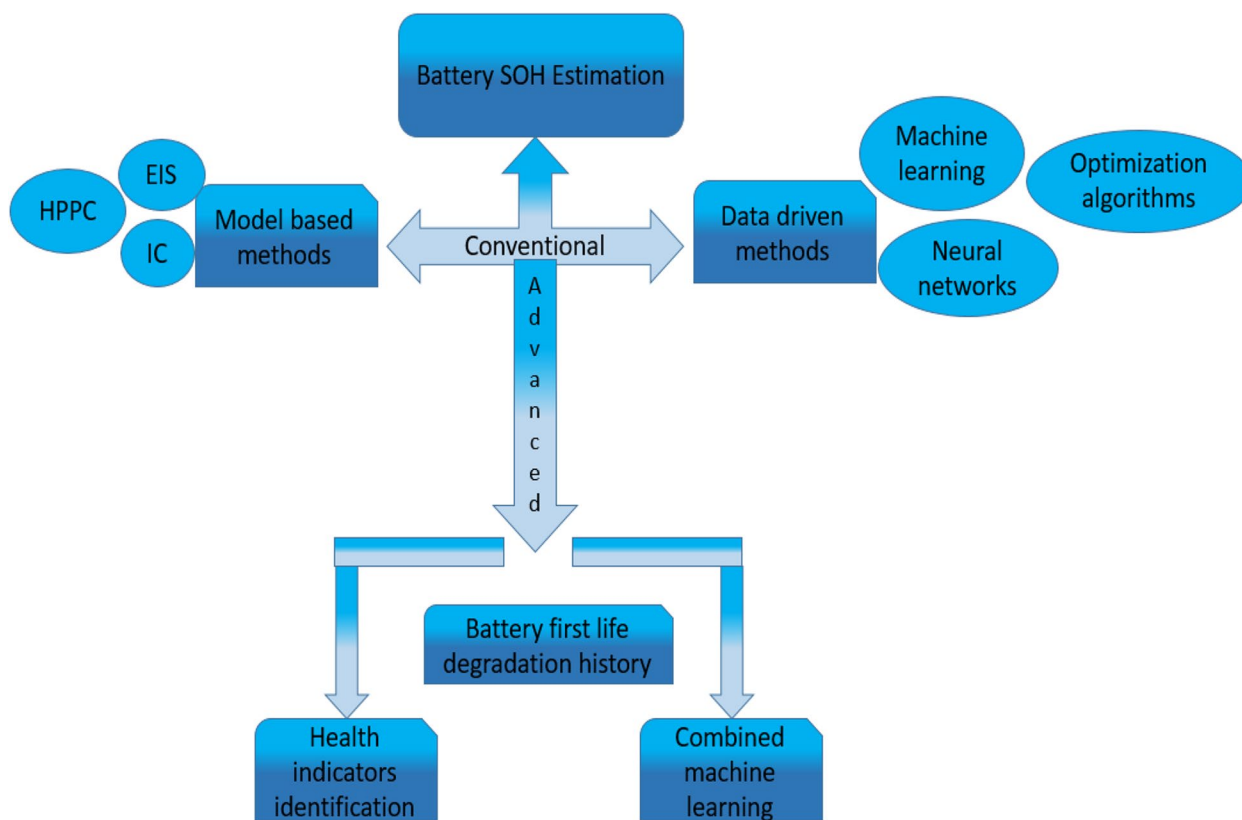 Battery SOH Estimation
HPPC
EIS
IC
Model based
methods
Conventional
Data driven
methods
Machine
learning
Optimization
algorithms
Neural
networks
Advanced
Battery first life
degradation history
Health
indicators
identification
Combined
machine
learning